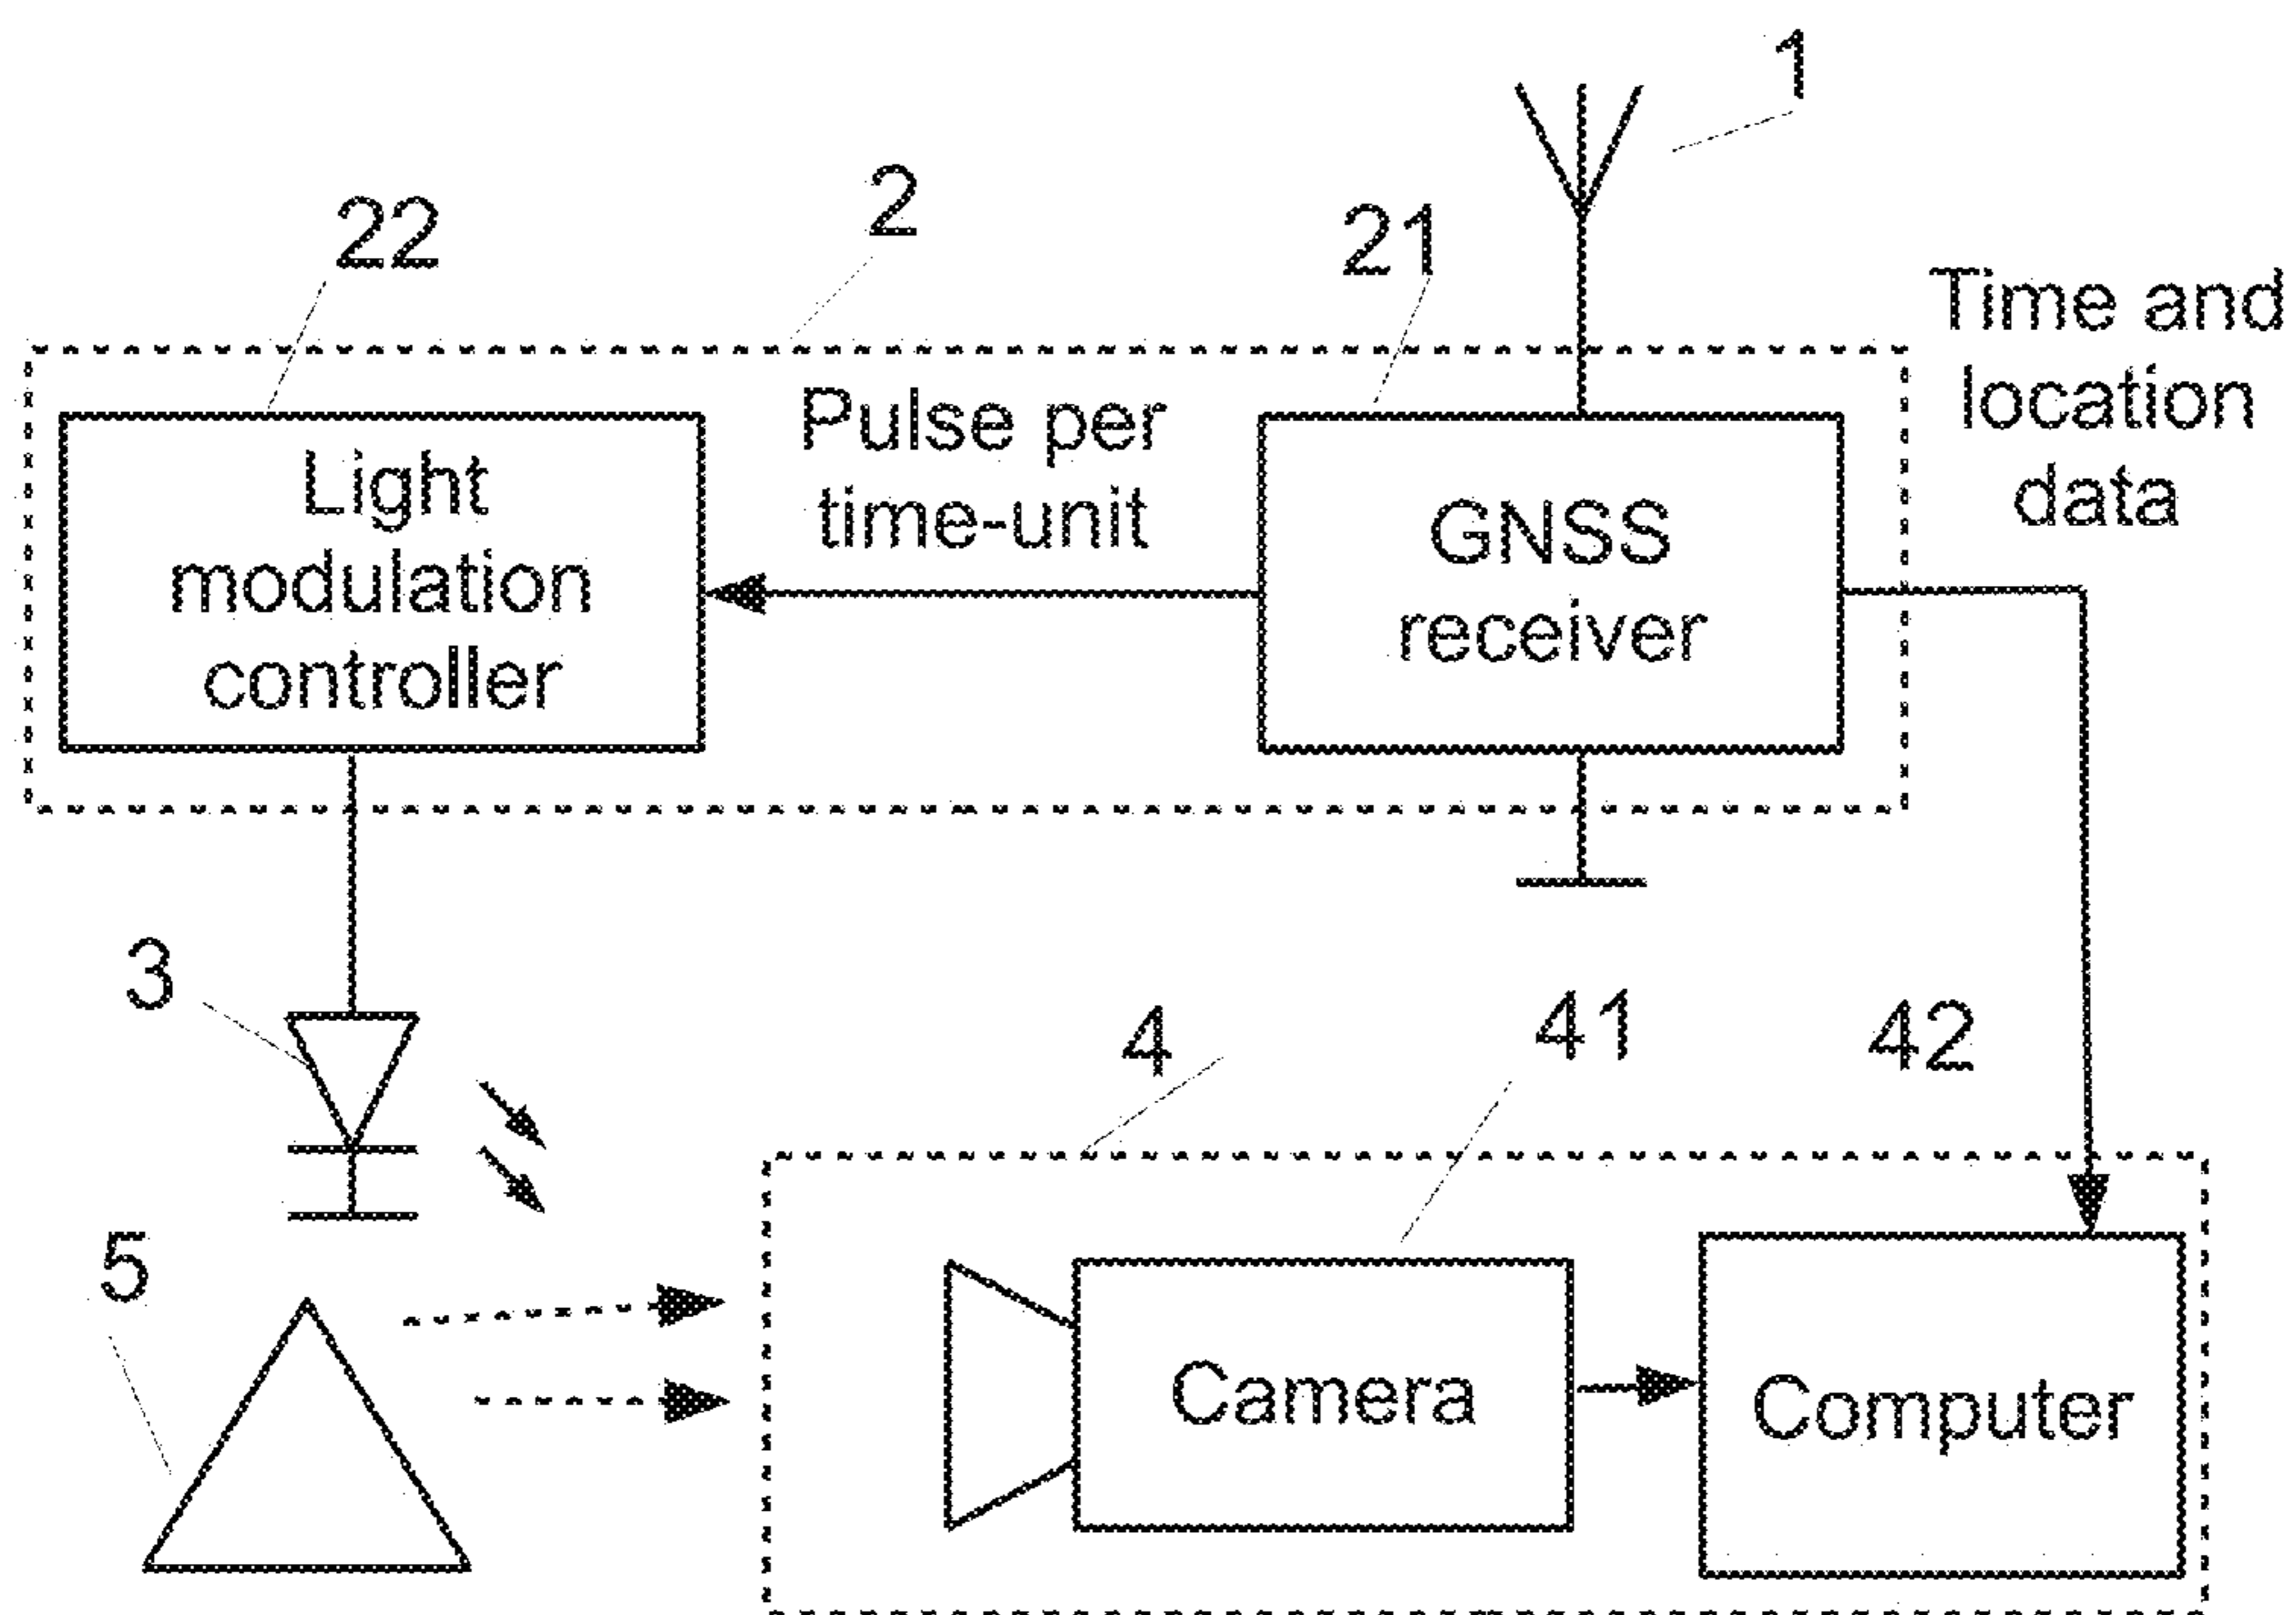 1
2
22
21
Time and
location
data
Pulse per
time-unit
Light
modulation
controller
GNSS
receiver
3
4
41
42
5
Camera
Computer